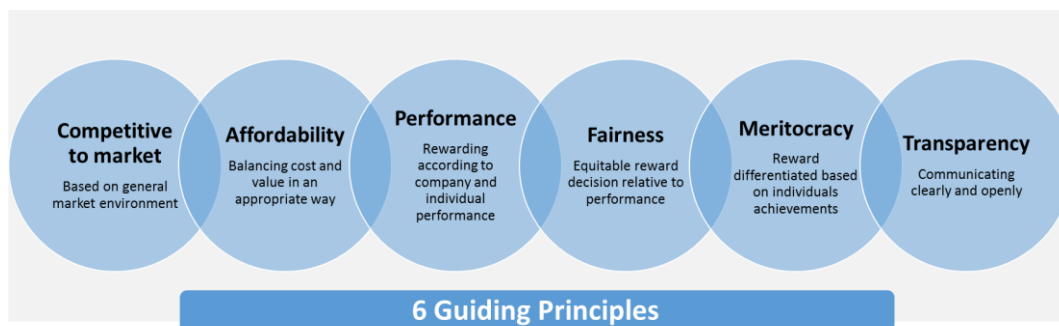 Competitive
to market
Based on general
market environment
Affordability
Balancing cost and
value in an
appropriate way
Performance
Rewarding
according to
company and
individual
performance
Fairness
Equitable reward
decision relative to
performance
Meritocracy
Reward
differentiated based
on individuals
achievements
Transparency
Communicating
clearly and openly
6 Guiding Principles